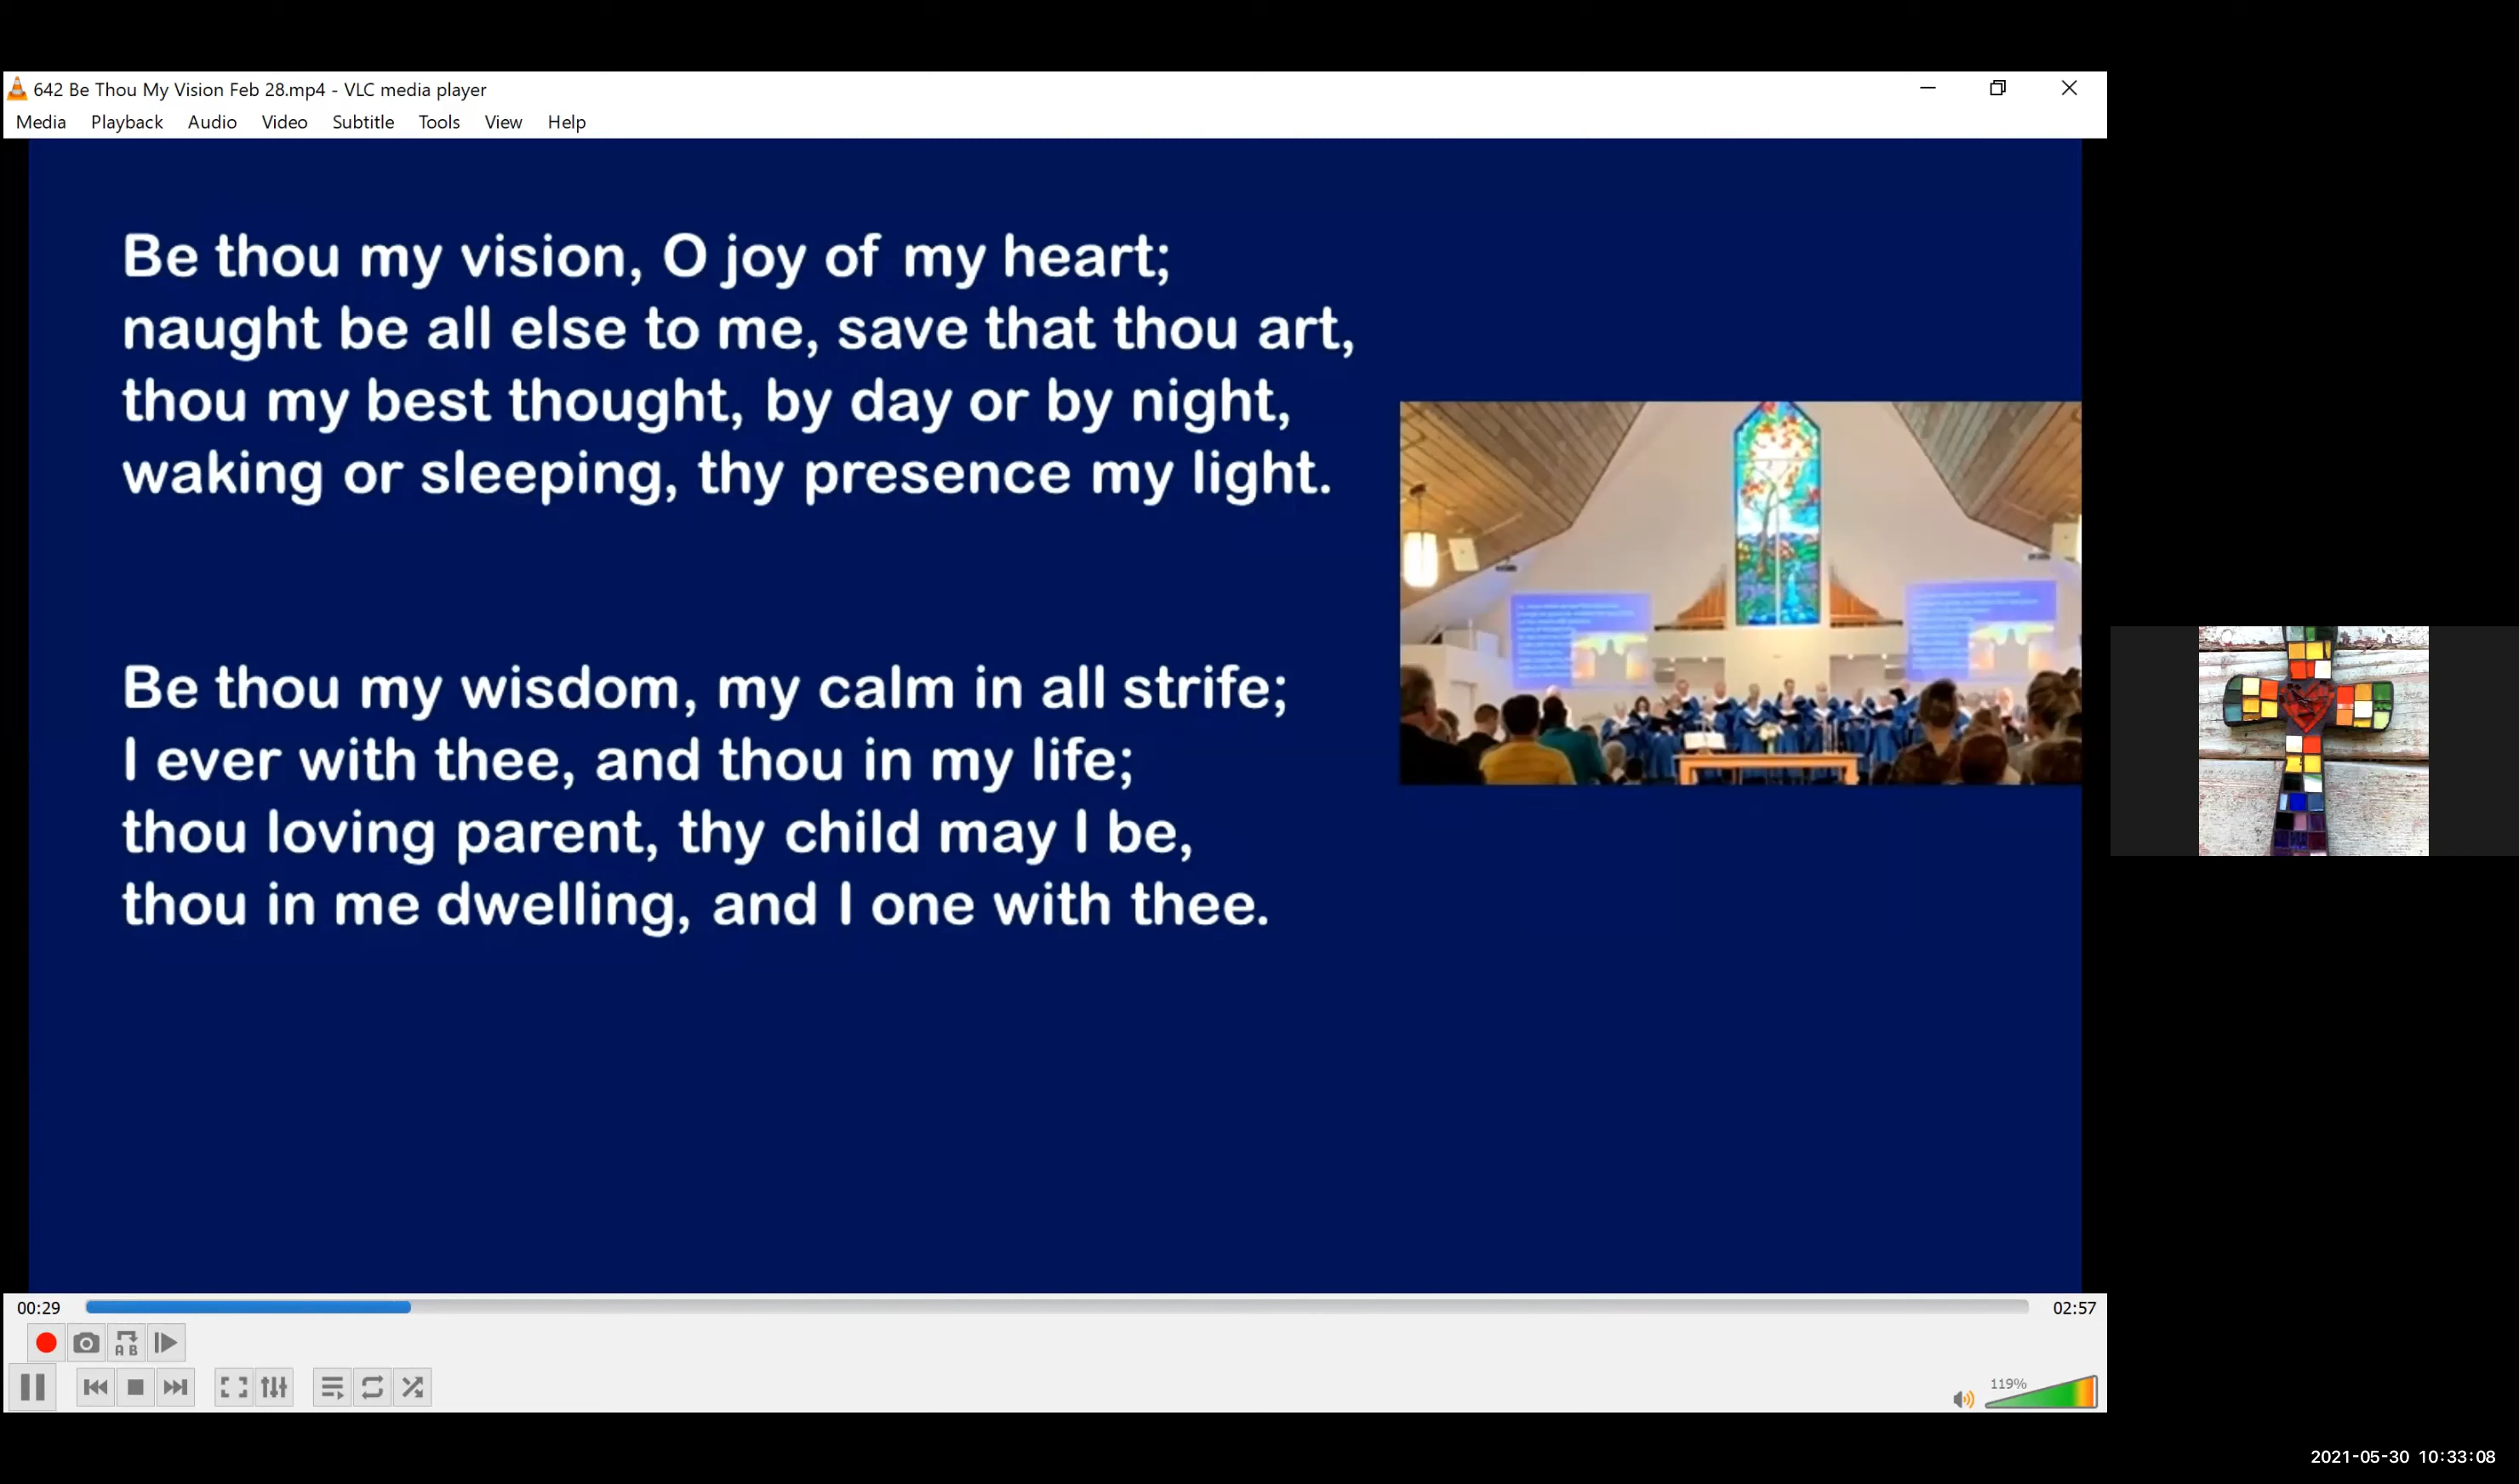 642 Be Thou My Vision Feb 28.mp4 - VLC media player
Media Playback Audio Video Subtitle Tools View Help
Be thou my vision, O joy of my heart;
naught be all else to me, save that thou art,
thou my best thought, by day or by night,
waking or sleeping, thy presence my light.
Be thou my wisdom, my calm in all strife;
I ever with thee, and thou in my life;
thou loving parent, thy child may I be,
thou in me dwelling, and I one with thee.
00:29 02:57
A B
119%
2021-05-30 10:33:08